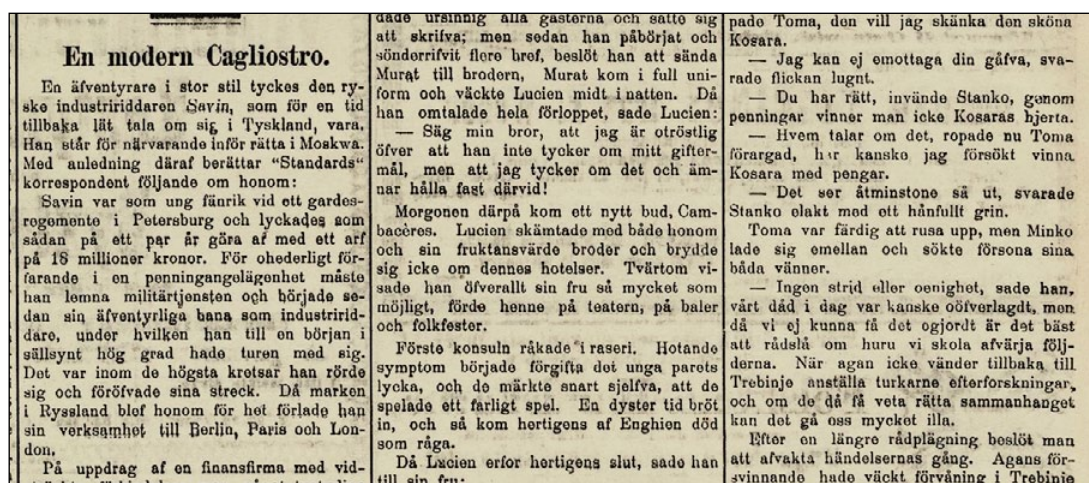 En modern Cagliostro.
En äfventyrare i stor stil tyckes den ry-
ske industririddaren Savin, som för en tid
tillbaka lät tala om sig i Tyskland, vara.
Han står för närvarande inför rätta i Moskwa.
Med anledning däraf berättar "Standards"
korrespondent följande om honom:
Savin var som ung fänrik vid ett gardes-
regemente i Petersburg och lyckades som
sådan på ett par år göra af med ett arf
på 18 millioner kronor. För ohederligt för-
farande i en penningangelägenhet måste
han lemna militärtjensten och började se-
dan sin äfventyrliga bana som industririd-
dare, under hvilken han till en början i
sällsynt hög grad hade turen med sig.
Det var inom de högsta kretsar han rörde
sig och föröfvade sina streck. Då marken
i Ryssland blef honom för het förlade han
sin verksamhet till Berlin, Paris och Lon-
don.
På uppdrag af en finansfirma med vid-
dade ursinnig alla gästerna och satte sig
att skrifva; men sedan han påbörjat och
sönderrifvit flere bref, beslöt han att sända
Murat till brodern. Murat kom i full uni-
form och väckte Lucien midt i natten. Då
han omtalade hela förloppet, sade Lucien:
— Säg min bror, att jag är otröstlig
öfver att han inte tycker om mitt gifter-
mål, men att jag tycker om det och äm-
nar hålla fast därvid!
Morgonen därpå kom ett nytt bud, Cam-
bacères. Lucien skämtade med både honom
och sin fruktansvärde broder och brydde
sig icke om dennes hotelser. Tvärtom vi-
sade han öfverallt sin fru så mycket som
möjligt, förde henne på teatern, på baler
och folkfester.
Förste konsuln råkade i raseri. Hotande
symptom började förgifta det unga parets
lycka, och de märkte snart sjelfva, att de
spelade ett farligt spel. En dyster tid bröt
in, och så kom hertigens af Enghien död
som råga.
Då Lucien erfor hertigens slut, sade han
till sin fru:
pade Toma, den vill jag skänka den sköna
Kosara.
— Jag kan ej emottaga din gåfva, sva-
rade flickan lugnt.
— Du har rätt, invände Stanko, genom
penningar vinner man icke Kosaras hjerta.
— Hvem talar om det, ropade nu Toma
förargad, har kanske jag försökt vinna
Kosara med pengar.
— Det ser åtminstone så ut, svarade
Stanko elakt med ett hånfullt grin.
Toma var färdig att rusa upp, men Minko
lade sig emellan och sökte försona sina
båda vänner.
— Ingen strid eller oenighet, sade han,
vårt dåd i dag var kanske oöfverlagdt, men
då vi ej kunna få det ogjordt är det bäst
att rådslå om huru vi skola afvärja följ-
derna. När agan icke vänder tillbaka till
Trebinje anställa turkarne efterforskningar,
och om de då få veta rätta sammanhanget
kan det gå oss mycket illa.
Efter en längre rådplägning beslöt man
att afvakta händelsernas gång. Agans för-
svinnande hade väckt förvåning i Trebinje